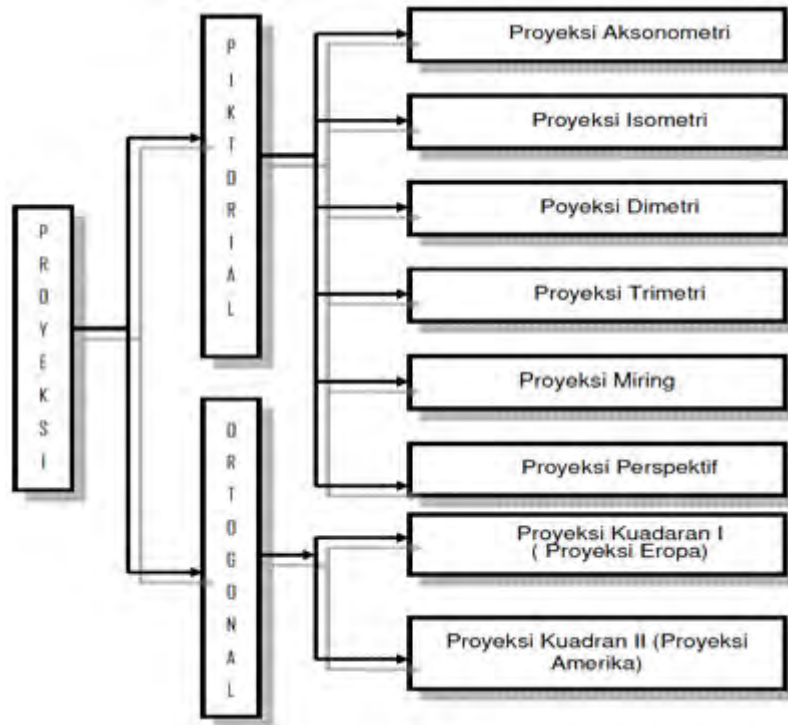 PROYEKSI
PIKTORIAL
Proyeksi Aksonometri
Proyeksi Isometri
Poyeksi Dimetri
Proyeksi Trimetri
Proyeksi Miring
Proyeksi Perspektif
ORTOGONAL
Proyeksi Kuadaran I
( Proyeksi Eropa)
Proyeksi Kuadran II (Proyeksi
Amerika)